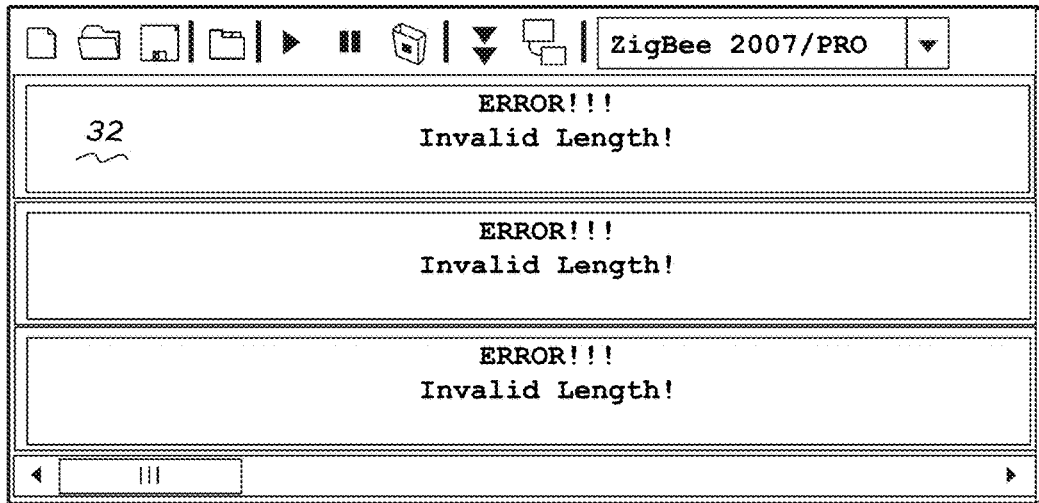 ZigBee 2007/PRO
ERROR!!!
32
Invalid Length!
ERROR!!!
Invalid Length!
ERROR!!!
Invalid Length!